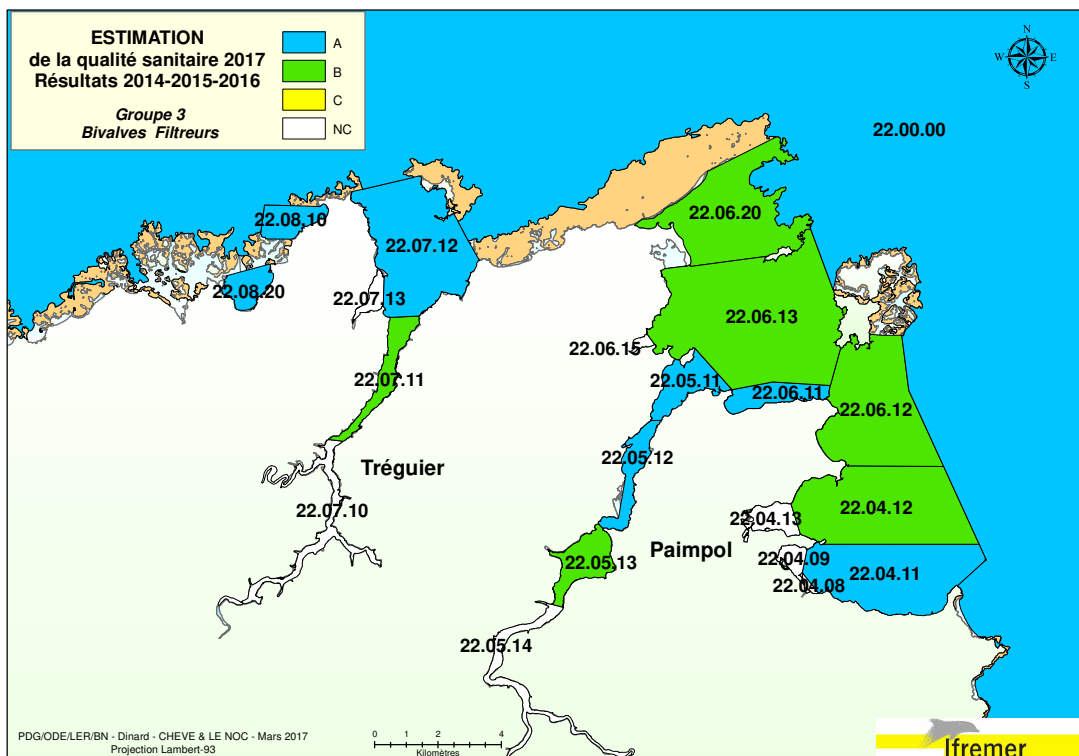 ESTIMATION
de la qualité sanitaire 2017
Résultats 2014-2015-2016
Groupe 3
Bivalves Filtreurs
A
B
C
NC
N
W E
S
22.00.00
22.08.10
22.06.20
22.07.12
22.08.20
22.07.13
22.06.13
22.06.15
22.07.11
22.05.11
22.06.11
22.06.12
22.05.12
Tréguier
22.07.10
22.04.12
22.04.13
Paimpol
22.05.13
22.04.09
22.04.11
22.04.08
22.05.14
PDG/ODE/LER/BN - Dinard - CHEVE & LE NOC - Mars 2017
Projection Lambert-93
0 2 4
Kilomètres
Ifremer